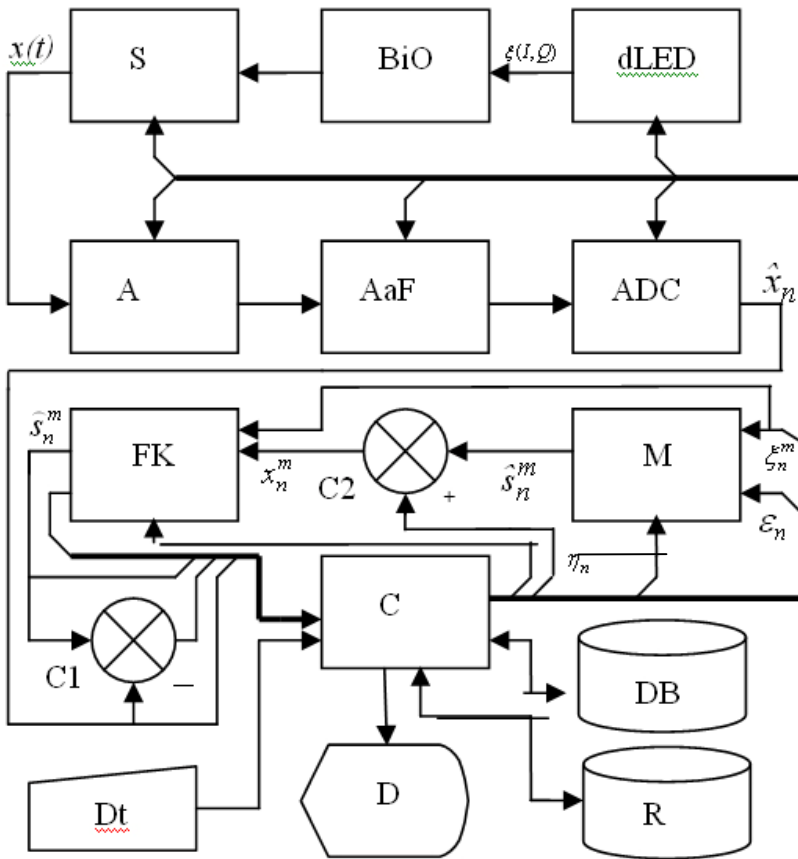 x(t)
S
BiO
ξ(I,Q)
dLED
A
AaF
ADC
x̂ₙ
ŝₙᵐ
FK
xₙᵐ
C2
+
ŝₙᵐ
M
ξₙᵐ
εₙ
ηₙ
C
C1
−
DB
Dt
D
R